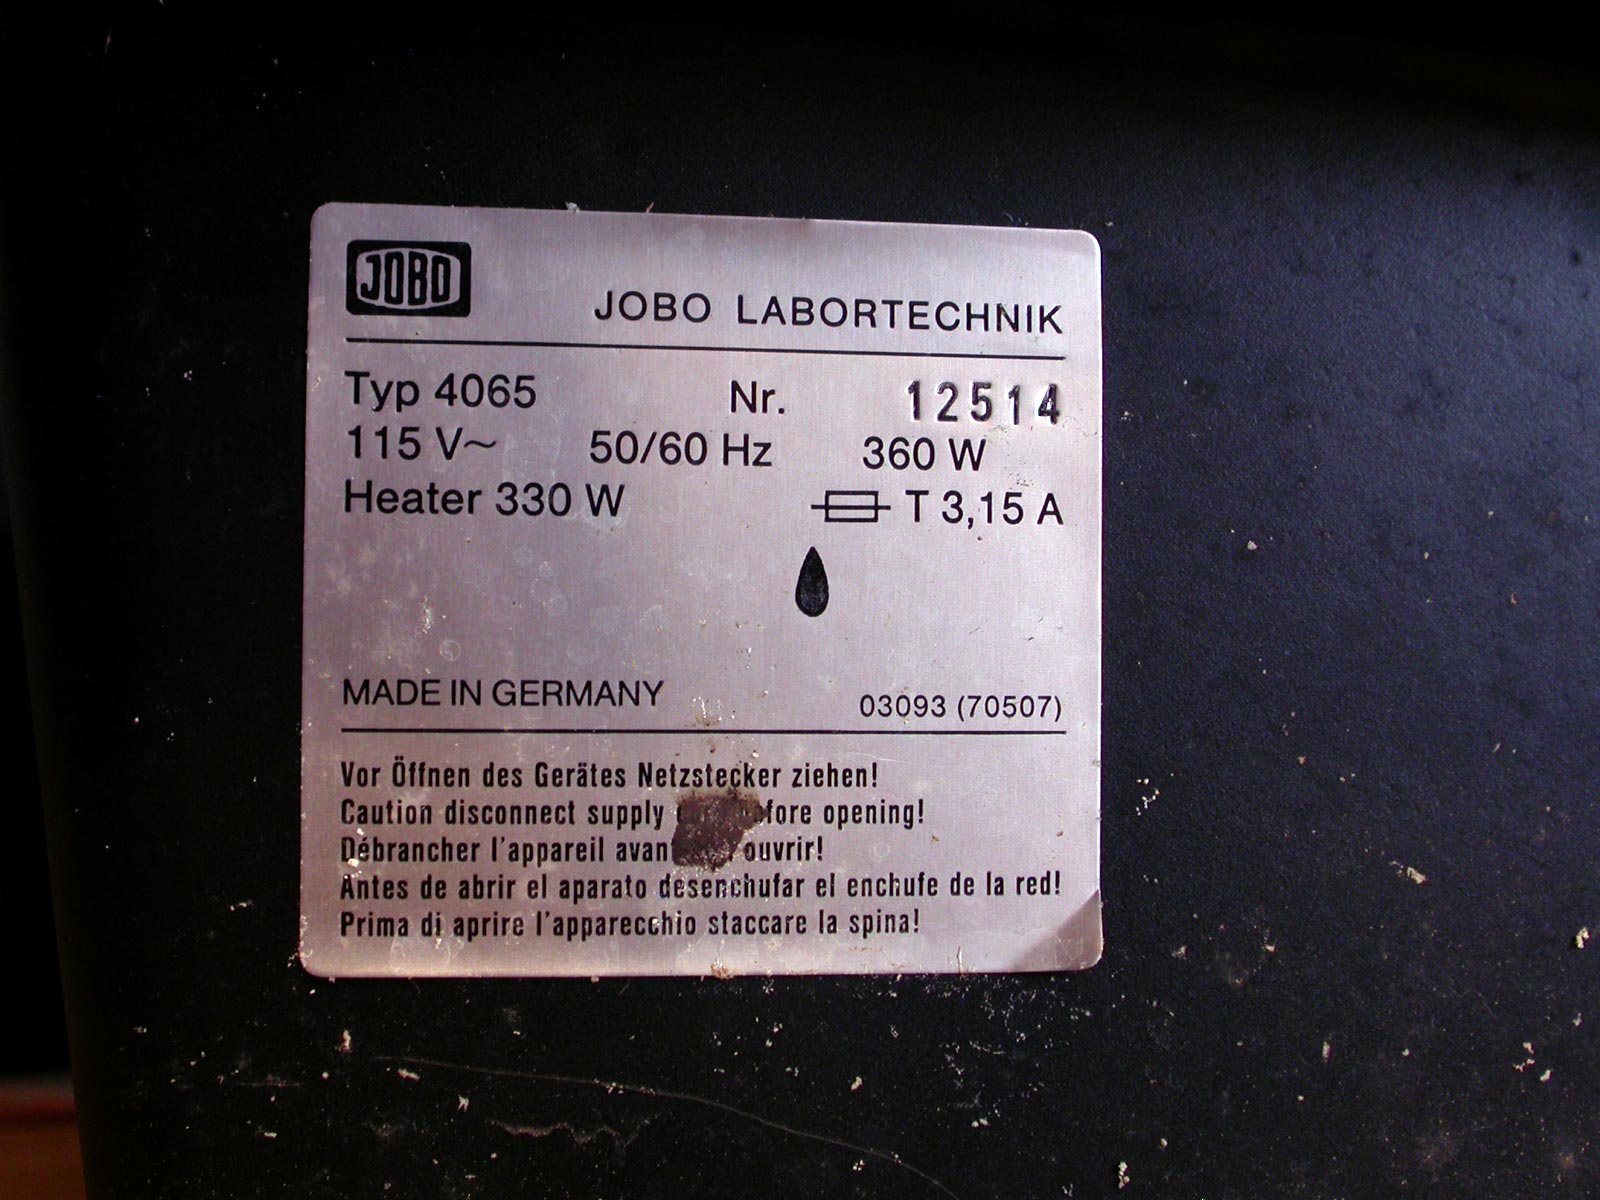 JOBO
JOBO LABORTECHNIK
Typ 4065 Nr. 12514
115 V~ 50/60 Hz 360 W
Heater 330 W T 3,15 A
MADE IN GERMANY 03093 (70507)
Vor Öffnen des Gerätes Netzstecker ziehen!
Caution disconnect supply before opening!
Débrancher l'appareil avant ouvrir!
Antes de abrir el aparato desenchufar el enchufe de la red!
Prima di aprire l'apparecchio staccare la spina!